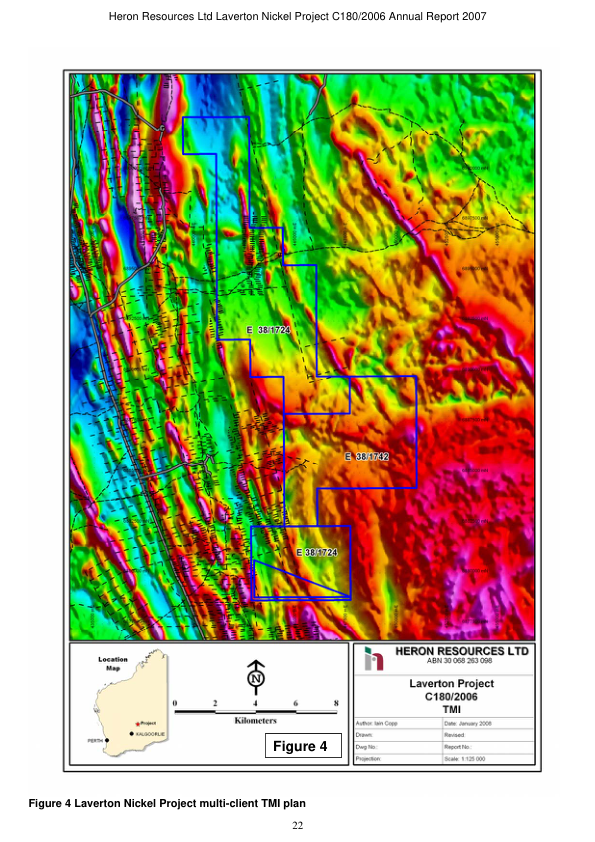 Heron Resources Ltd Laverton Nickel Project C180/2006 Annual Report 2007
E 38/1724
E 38/1742
E 38/1724
Location
Map
Project
KALGOORLIE
PERTH
N
0 2 4 6 8
Kilometers
Figure 4
HERON RESOURCES LTD
ABN 30 068 263 098
Laverton Project
C180/2006
TMI
Author: Iain Copp
Date: January 2006
Drawn:
Revised:
Dwg No.:
Report No.:
Projection:
Scale: 1:125 000
Figure 4 Laverton Nickel Project multi-client TMI plan
22